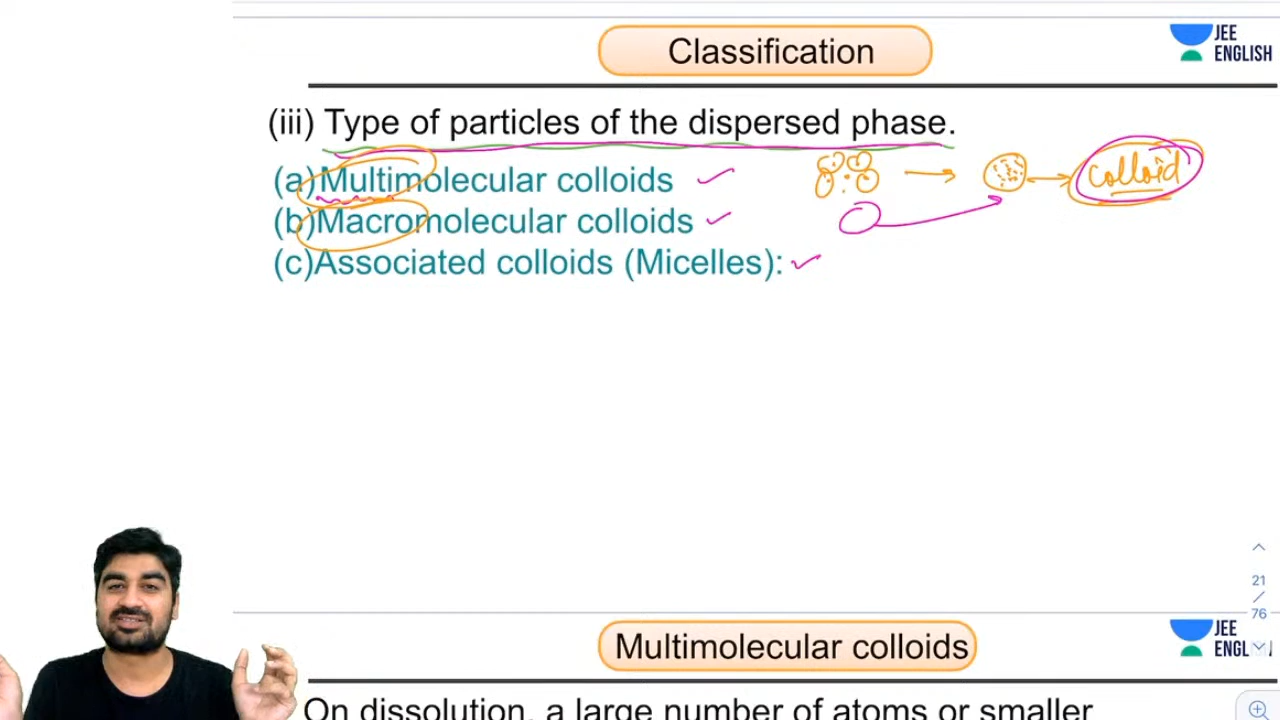 Classification
JEE
ENGLISH
(iii) Type of particles of the dispersed phase.
(a)Multimolecular colloids
colloid
(b)Macromolecular colloids
(c)Associated colloids (Micelles):
21
/
76
Multimolecular colloids
JEE
ENGL
On dissolution, a large number of atoms or smaller